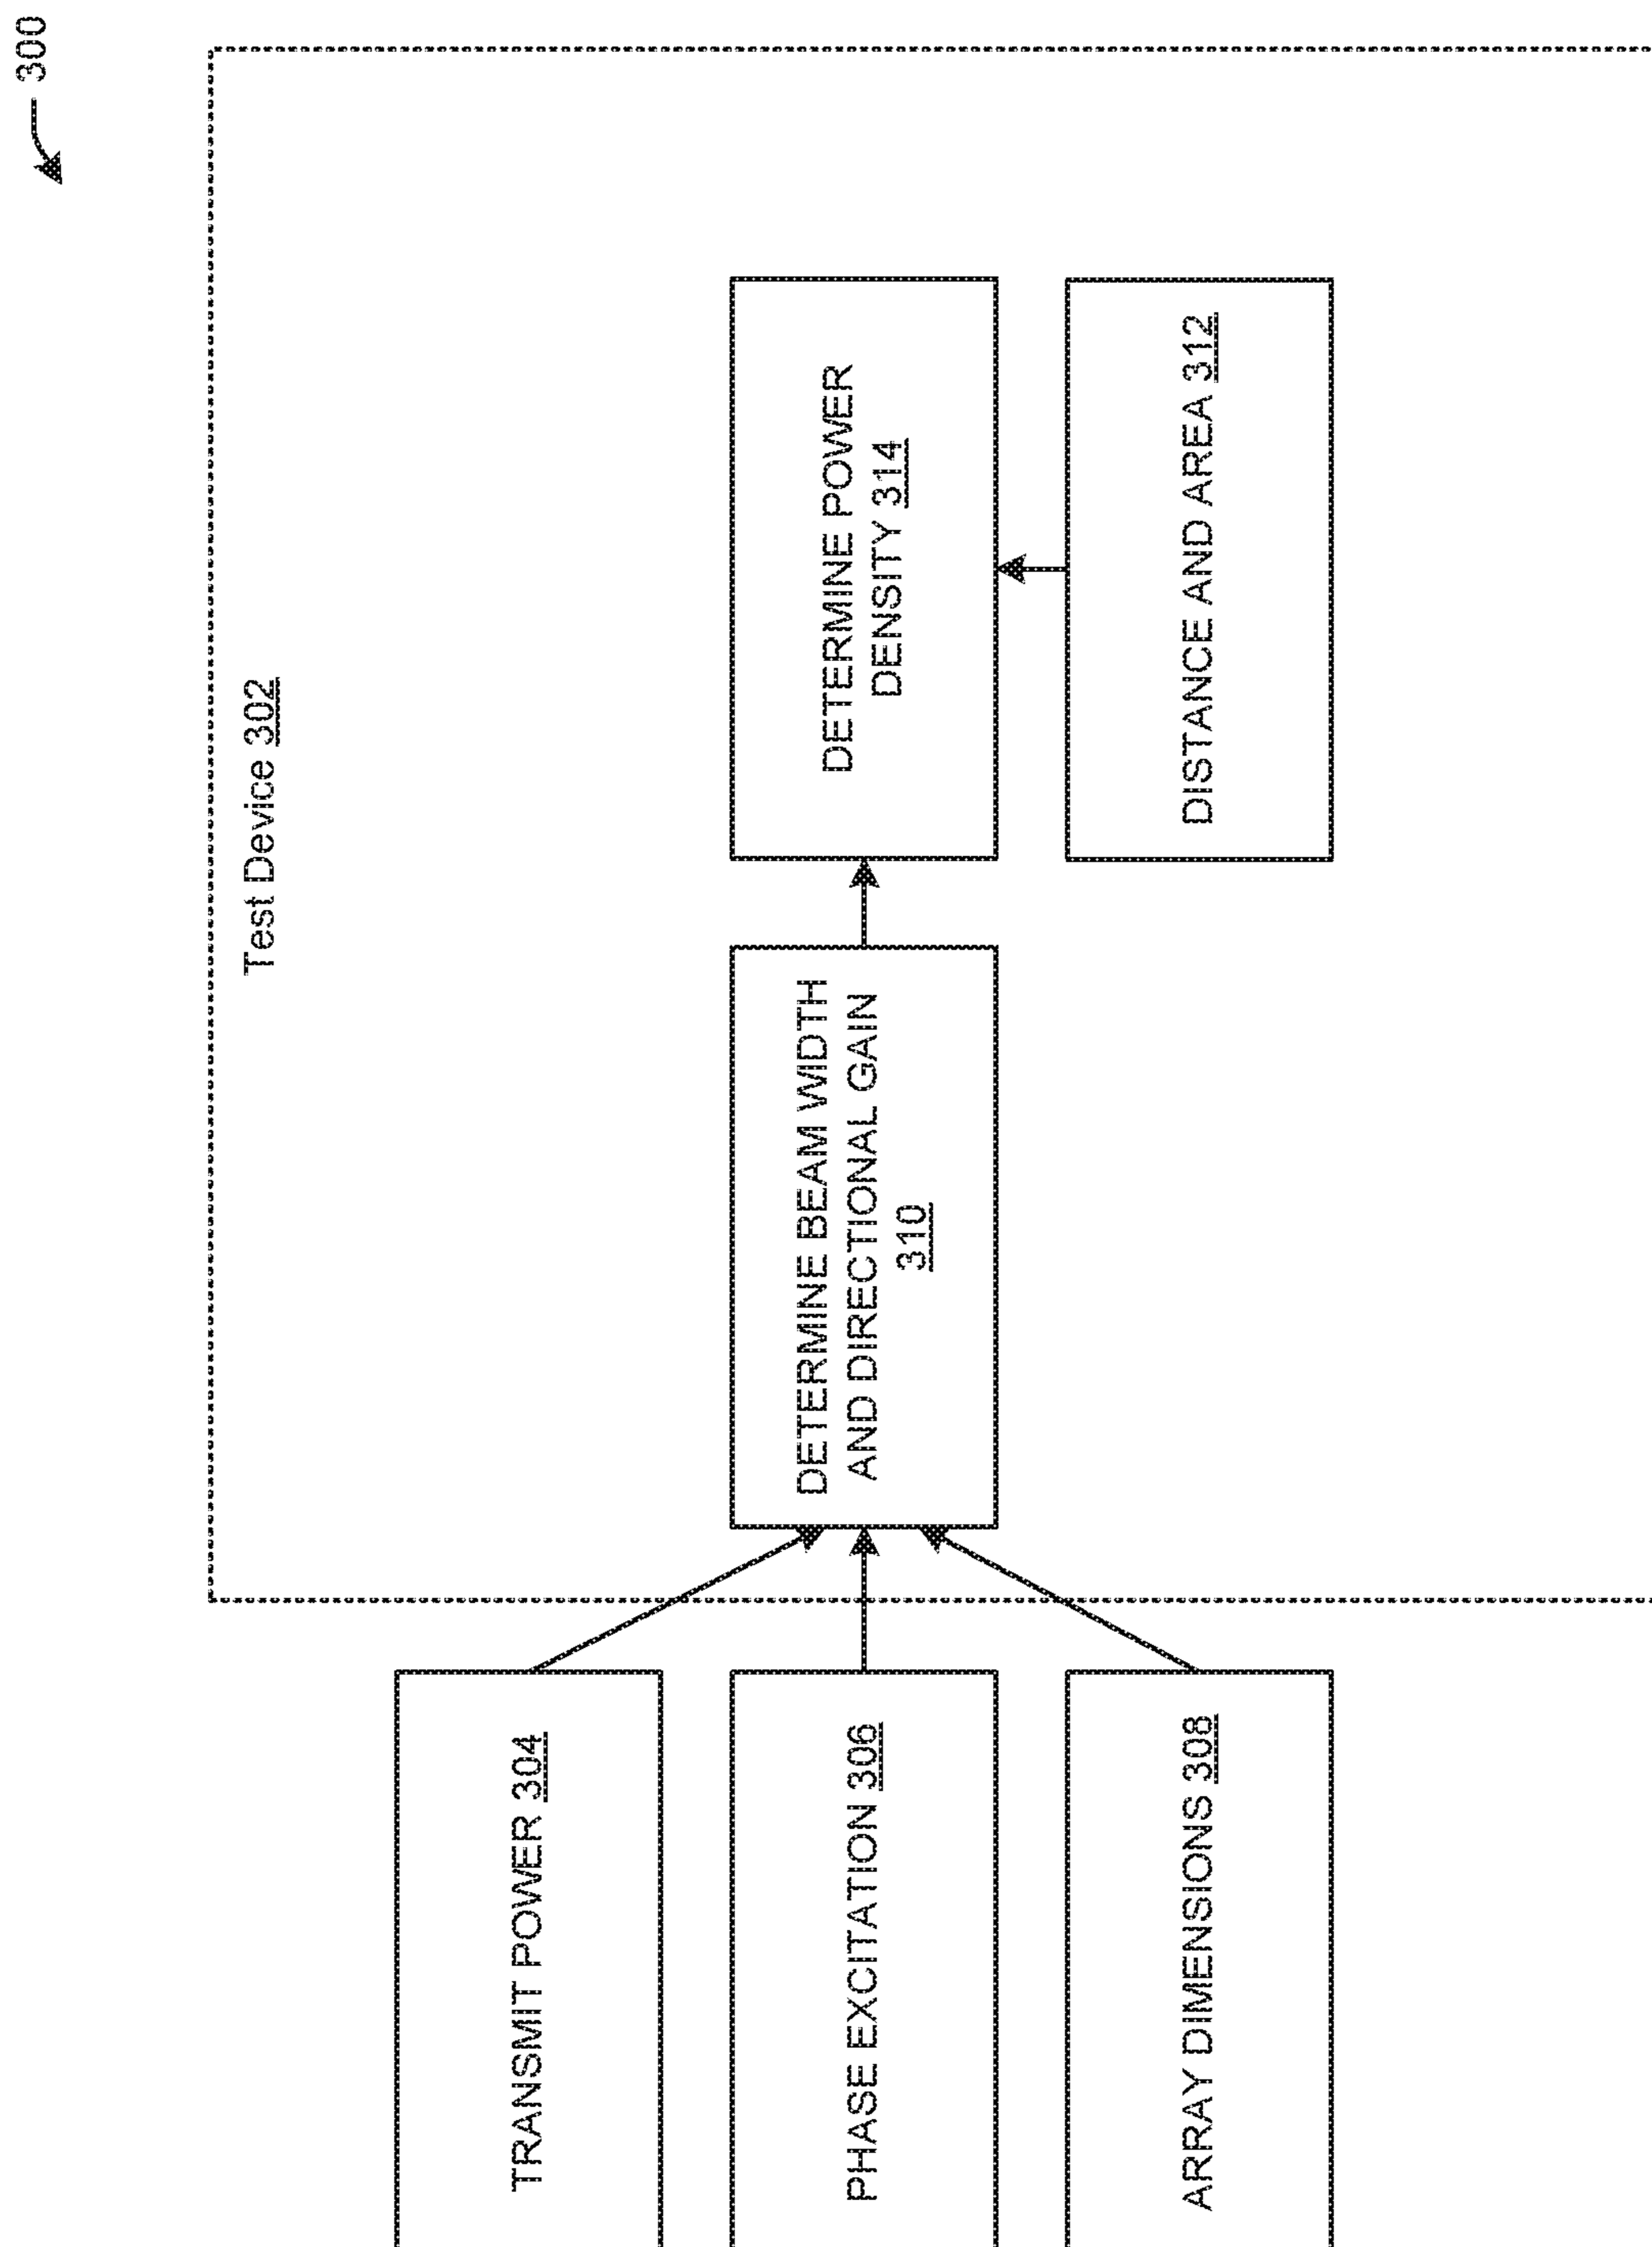 300
Test Device 302
TRANSMIT POWER 304
PHASE EXCITATION 306
ARRAY DIMENSIONS 308
DETERMINE BEAM WIDTH
AND DIRECTIONAL GAIN
310
DETERMINE POWER
DENSITY 314
DISTANCE AND AREA 312